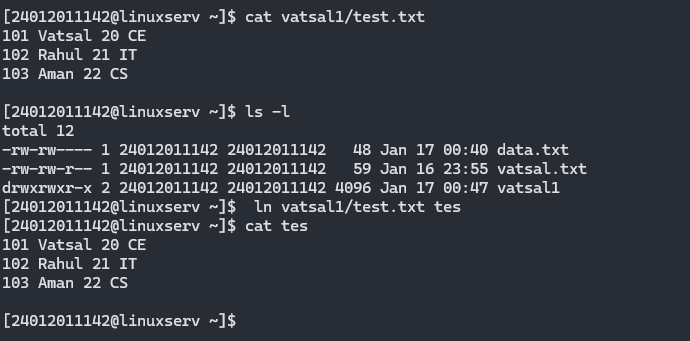 [24012011142@linuxserv ~]$ cat vatsal1/test.txt
101 Vatsal 20 CE
102 Rahul 21 IT
103 Aman 22 CS

[24012011142@linuxserv ~]$ ls -l
total 12
-rw-rw---- 1 24012011142 24012011142   48 Jan 17 00:40 data.txt
-rw-rw-r-- 1 24012011142 24012011142   59 Jan 16 23:55 vatsal.txt
drwxrwxr-x 2 24012011142 24012011142 4096 Jan 17 00:47 vatsal1
[24012011142@linuxserv ~]$  ln vatsal1/test.txt tes
[24012011142@linuxserv ~]$ cat tes
101 Vatsal 20 CE
102 Rahul 21 IT
103 Aman 22 CS

[24012011142@linuxserv ~]$